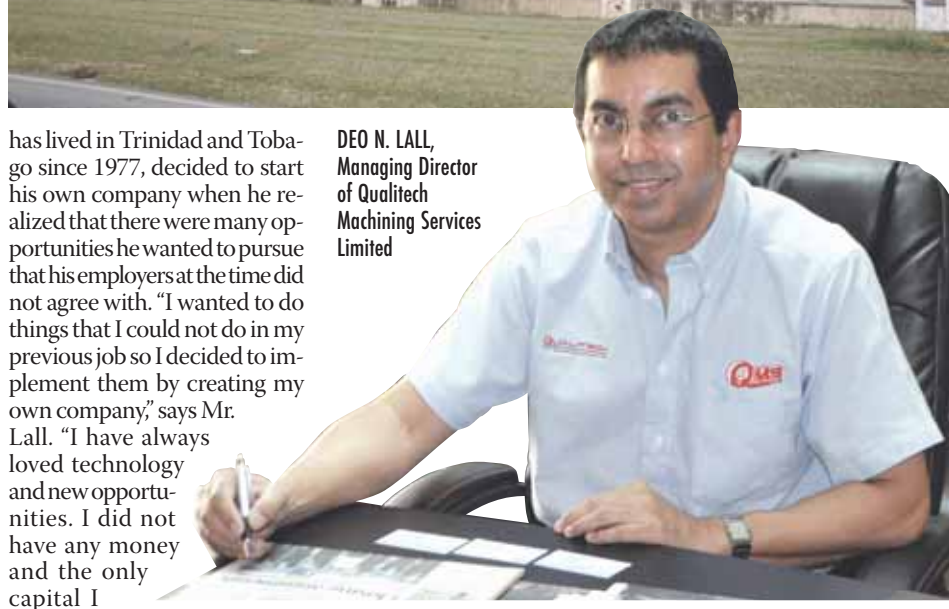 has lived in Trinidad and Toba-
go since 1977, decided to start
his own company when he re-
alized that there were many op-
portunities he wanted to pursue
that his employers at the time did
not agree with. “I wanted to do
things that I could not do in my
previous job so I decided to im-
plement them by creating my
own company,” says Mr.
Lall. “I have always
loved technology
and new opportu-
nities. I did not
have any money
and the only
capital I
DEO N. LALL,
Managing Director
of Qualitech
Machining Services
Limited
QUALITECH
QMS